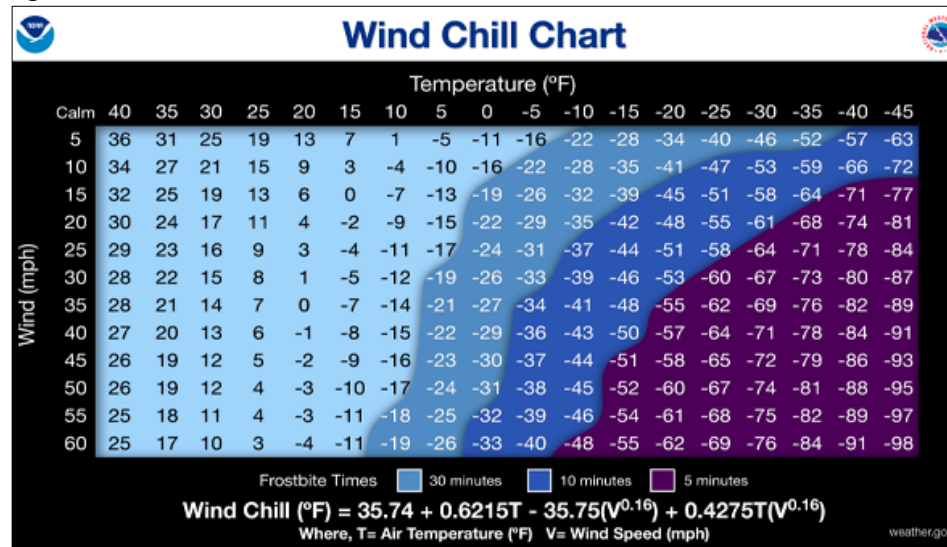 Wind Chill Chart
Temperature (°F)
Calm 40 35 30 25 20 15 10 5 0 -5 -10 -15 -20 -25 -30 -35 -40 -45
5 36 31 25 19 13 7 1 -5 -11 -16 -22 -28 -34 -40 -46 -52 -57 -63
10 34 27 21 15 9 3 -4 -10 -16 -22 -28 -35 -41 -47 -53 -59 -66 -72
15 32 25 19 13 6 0 -7 -13 -19 -26 -32 -39 -45 -51 -58 -64 -71 -77
20 30 24 17 11 4 -2 -9 -15 -22 -29 -35 -42 -48 -55 -61 -68 -74 -81
25 29 23 16 9 3 -4 -11 -17 -24 -31 -37 -44 -51 -58 -64 -71 -78 -84
30 28 22 15 8 1 -5 -12 -19 -26 -33 -39 -46 -53 -60 -67 -73 -80 -87
35 28 21 14 7 0 -7 -14 -21 -27 -34 -41 -48 -55 -62 -69 -76 -82 -89
40 27 20 13 6 -1 -8 -15 -22 -29 -36 -43 -50 -57 -64 -71 -78 -84 -91
45 26 19 12 5 -2 -9 -16 -23 -30 -37 -44 -51 -58 -65 -72 -79 -86 -93
50 26 19 12 4 -3 -10 -17 -24 -31 -38 -45 -52 -60 -67 -74 -81 -88 -95
55 25 18 11 4 -3 -11 -18 -25 -32 -39 -46 -54 -61 -68 -75 -82 -89 -97
60 25 17 10 3 -4 -11 -19 -26 -33 -40 -48 -55 -62 -69 -76 -84 -91 -98
Wind (mph)
Frostbite Times 30 minutes 10 minutes 5 minutes
Wind Chill (°F) = 35.74 + 0.6215T - 35.75(V^0.16) + 0.4275T(V^0.16)
Where, T= Air Temperature (°F) V= Wind Speed (mph)
weather.go